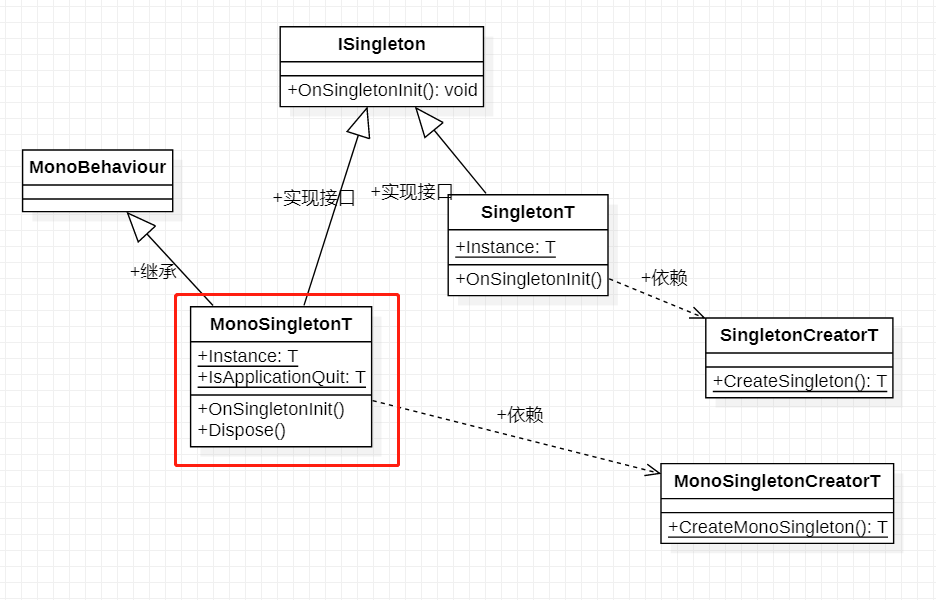 ISingleton
+OnSingletonInit(): void
MonoBehaviour
+实现接口
+实现接口
SingletonT
+Instance: T
+OnSingletonInit()
+继承
+依赖
MonoSingletonT
+Instance: T
+IsApplicationQuit: T
+OnSingletonInit()
+Dispose()
SingletonCreatorT
+CreateSingleton(): T
+依赖
MonoSingletonCreatorT
+CreateMonoSingleton(): T